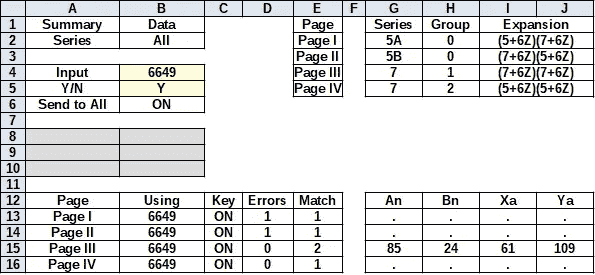 A B C D E F G H I J
1 Summary Data Page Series Group Expansion
2 Series All Page I 5A 0 (5+6Z)(7+6Z)
3 Page II 5B 0 (7+6Z)(5+6Z)
4 Input 6649 Page III 7 1 (7+6Z)(7+6Z)
5 Y/N Y Page IV 7 2 (5+6Z)(5+6Z)
6 Send to All ON
7
8
9
10
11
12 Page Using Key Errors Match An Bn Xa Ya
13 Page I 6649 ON 1 1 . . . .
14 Page II 6649 ON 1 1 . . . .
15 Page III 6649 ON 0 2 85 24 61 109
16 Page IV 6649 ON 0 1 . . . .